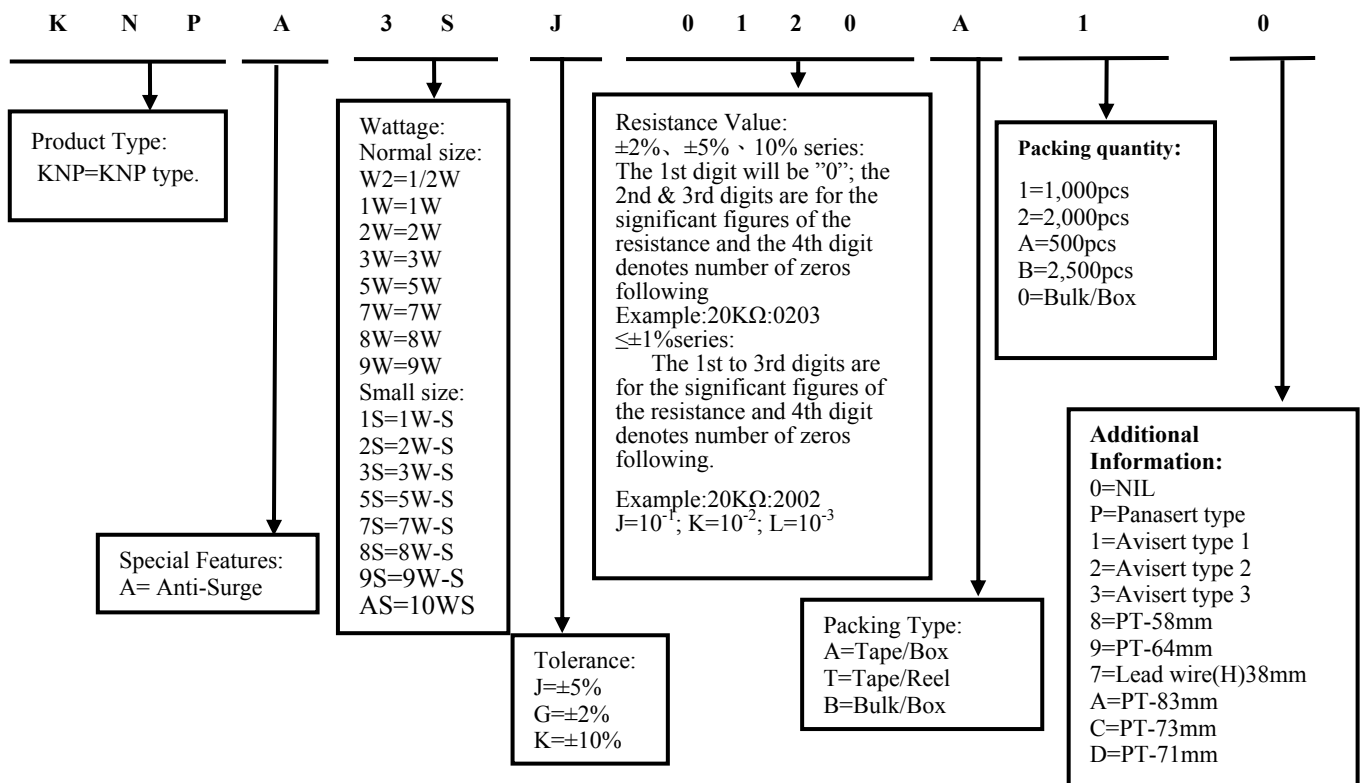 K N P A 3 S J 0 1 2 0 A 1 0
Product Type:
KNP=KNP type.
Special Features:
A= Anti-Surge
Wattage:
Normal size:
W2=1/2W
1W=1W
2W=2W
3W=3W
5W=5W
7W=7W
8W=8W
9W=9W
Small size:
1S=1W-S
2S=2W-S
3S=3W-S
5S=5W-S
7S=7W-S
8S=8W-S
9S=9W-S
AS=10WS
Tolerance:
J=±5%
G=±2%
K=±10%
Resistance Value:
±2%、±5%、10% series:
The 1st digit will be ”0”; the
2nd & 3rd digits are for the
significant figures of the
resistance and the 4th digit
denotes number of zeros
following
Example:20KΩ:0203
≤±1%series:
The 1st to 3rd digits are
for the significant figures of
the resistance and 4th digit
denotes number of zeros
following.
Example:20KΩ:2002
J=10⁻¹; K=10⁻²; L=10⁻³
Packing Type:
A=Tape/Box
T=Tape/Reel
B=Bulk/Box
Packing quantity:
1=1,000pcs
2=2,000pcs
A=500pcs
B=2,500pcs
0=Bulk/Box
Additional
Information:
0=NIL
P=Panasert type
1=Avisert type 1
2=Avisert type 2
3=Avisert type 3
8=PT-58mm
9=PT-64mm
7=Lead wire(H)38mm
A=PT-83mm
C=PT-73mm
D=PT-71mm